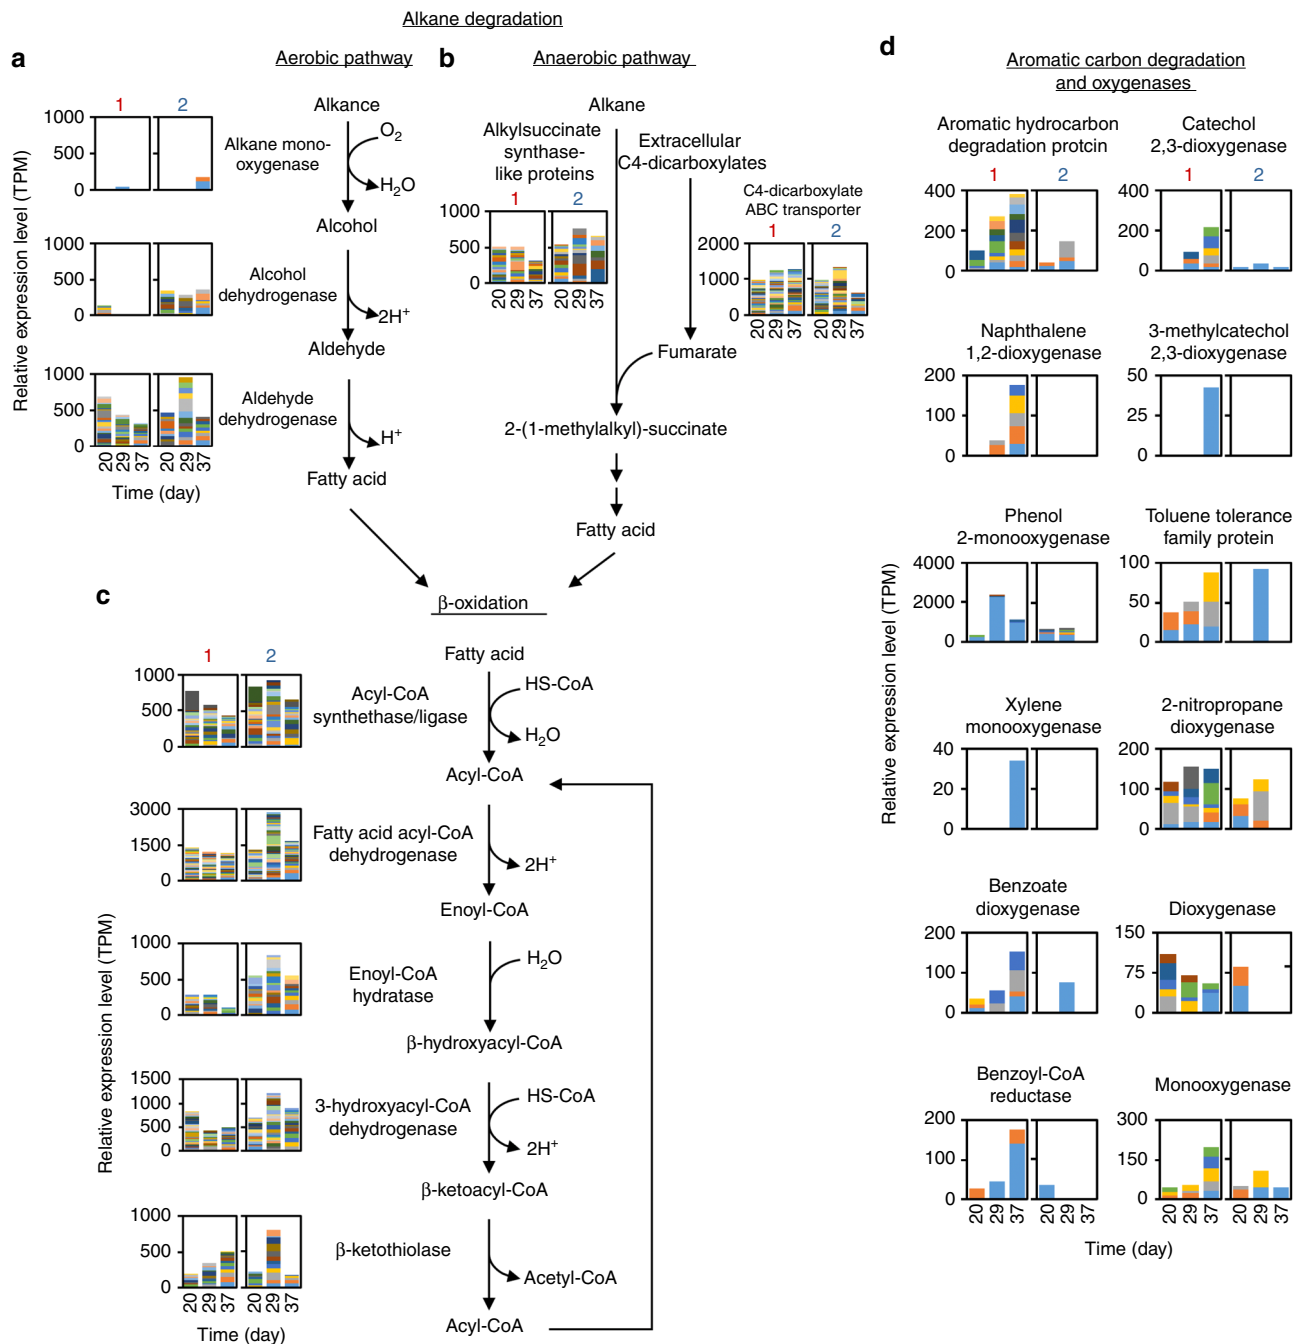 Alkane degradation
a
Aerobic pathway
1 2
1000
500
0
Relative expression level (TPM)
Alkane mono-
oxygenase
Alkance
O2
H2O
Alcohol
1000
500
0
Alcohol
dehydrogenase
2H+
Aldehyde
1000
500
0
Aldehyde
dehydrogenase
H+
Fatty acid
20 29 37 20 29 37
Time (day)
b
Anaerobic pathway
Alkane
Alkylsuccinate
synthase-
like proteins
1 2
1000
500
0
20 29 37 20 29 37
Extracellular
C4-dicarboxylates
C4-dicarboxylate
ABC transporter
1 2
2000
1000
0
20 29 37 20 29 37
Fumarate
2-(1-methylalkyl)-succinate
Fatty acid
c
β-oxidation
Fatty acid
1 2
1000
500
0
Acyl-CoA
synthethase/ligase
HS-CoA
H2O
Acyl-CoA
3000
1500
0
Fatty acid acyl-CoA
dehydrogenase
2H+
Enoyl-CoA
Relative expression level (TPM)
1000
500
0
Enoyl-CoA
hydratase
H2O
β-hydroxyacyl-CoA
1500
1000
500
0
3-hydroxyacyl-CoA
dehydrogenase
HS-CoA
2H+
β-ketoacyl-CoA
1000
500
0
β-ketothiolase
Acetyl-CoA
Acyl-CoA
20 29 37 20 29 37
Time (day)
d
Aromatic carbon degradation
and oxygenases
Aromatic hydrocarbon
degradation protcin
1 2
400
200
0
Catechol
2,3-dioxygenase
1 2
400
200
0
Naphthalene
1,2-dioxygenase
200
100
0
3-methylcatechol
2,3-dioxygenase
50
25
0
Relative expression level (TPM)
Phenol
2-monooxygenase
4000
2000
0
Toluene tolerance
family protein
100
50
0
Xylene
monooxygenase
40
20
0
2-nitropropane
dioxygenase
200
100
0
Benzoate
dioxygenase
200
100
0
Dioxygenase
150
75
0
Benzoyl-CoA
reductase
200
100
0
20 29 37 20 29 37
Monooxygenase
300
150
0
20 29 37 20 29 37
Time (day)